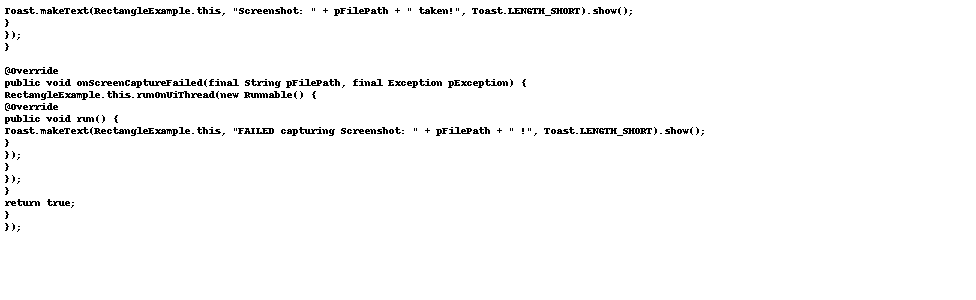 Toast.makeText(RectangleExample.this, "Screenshot: " + pFilePath + " taken!", Toast.LENGTH_SHORT).show();
}
});
}
@Override
public void onScreenCaptureFailed(final String pFilePath, final Exception pException) {
RectangleExample.this.runOnUiThread(new Runnable() {
@Override
public void run() {
Toast.makeText(RectangleExample.this, "FAILED capturing Screenshot: " + pFilePath + " !", Toast.LENGTH_SHORT).show();
}
});
}
});
}
return true;
}
});